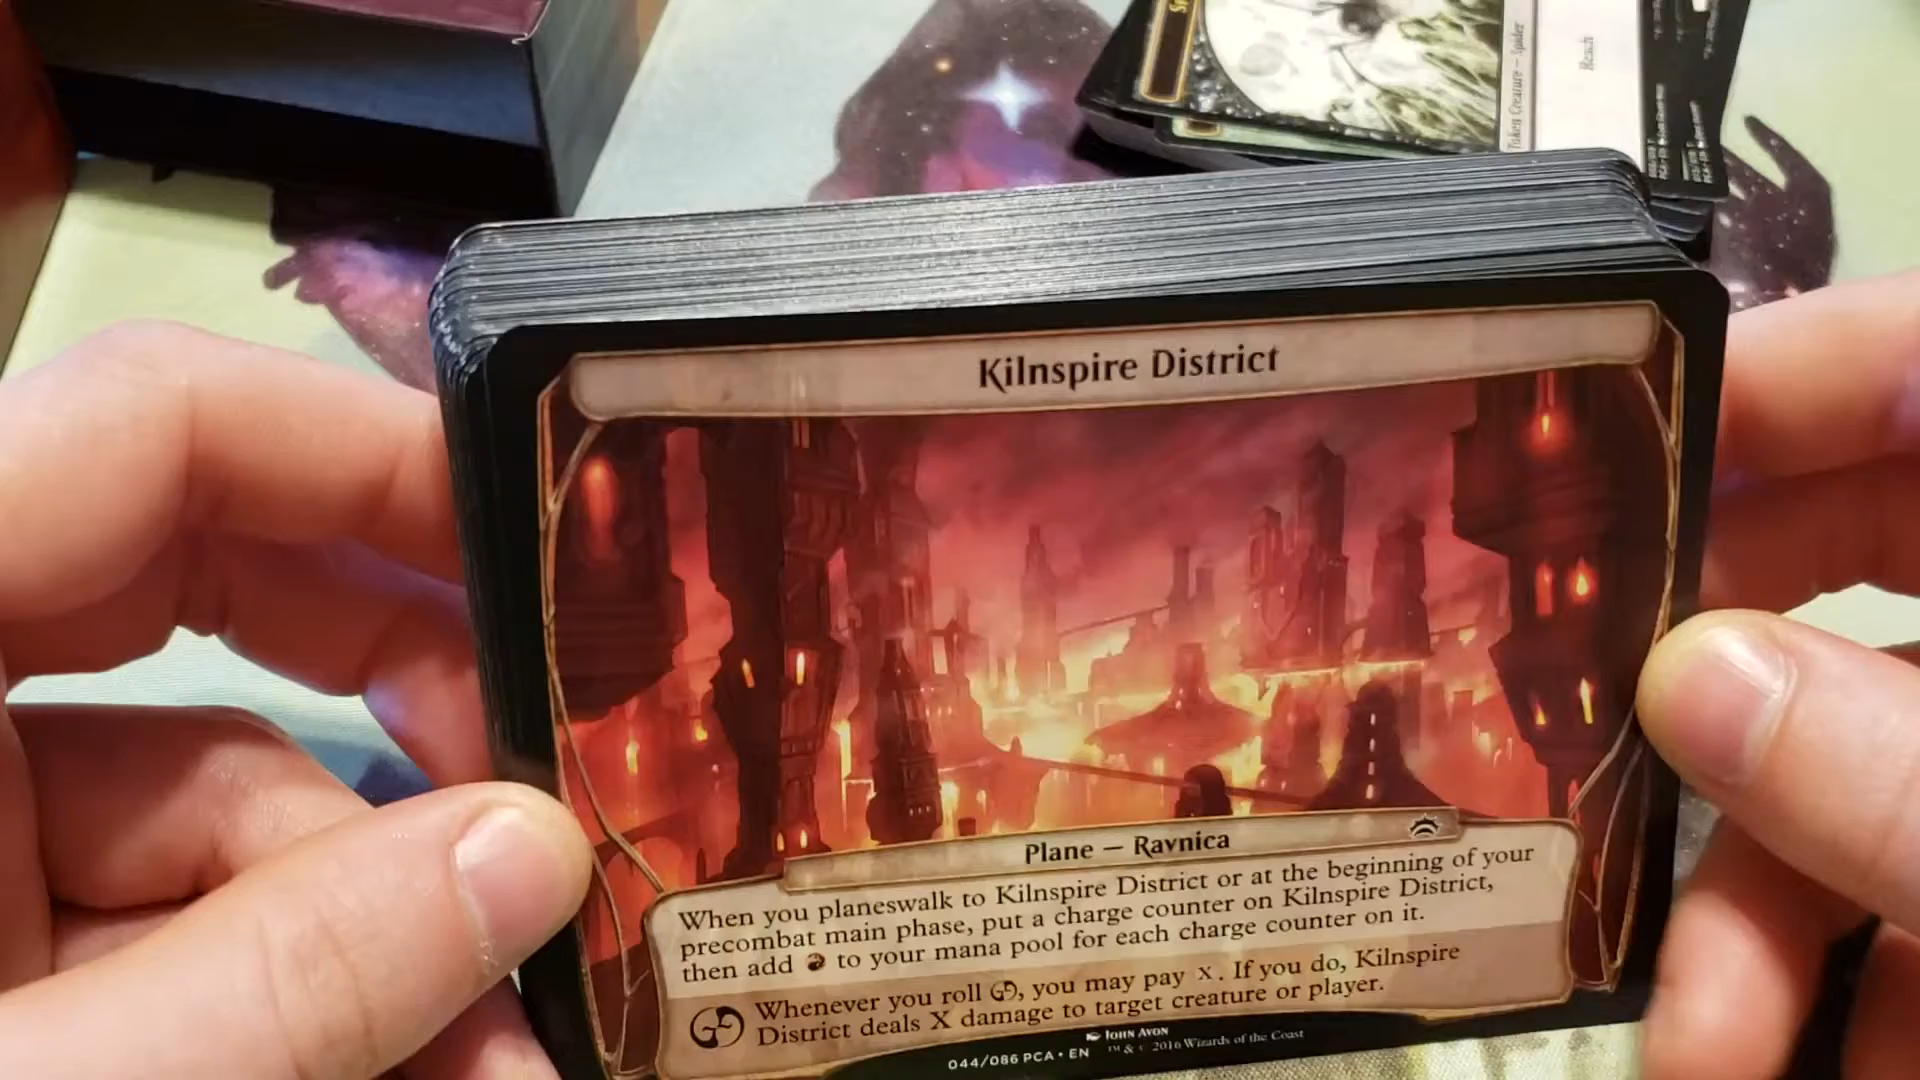 Token Creature — Spider
Reach
Kilnspire District
Plane — Ravnica
When you planeswalk to Kilnspire District or at the beginning of your
precombat main phase, put a charge counter on Kilnspire District,
then add to your mana pool for each charge counter on it.
Whenever you roll , you may pay X. If you do, Kilnspire
District deals X damage to target creature or player.
JOHN AVON
044/086 PCA • EN ™ & © 2016 Wizards of the Coast